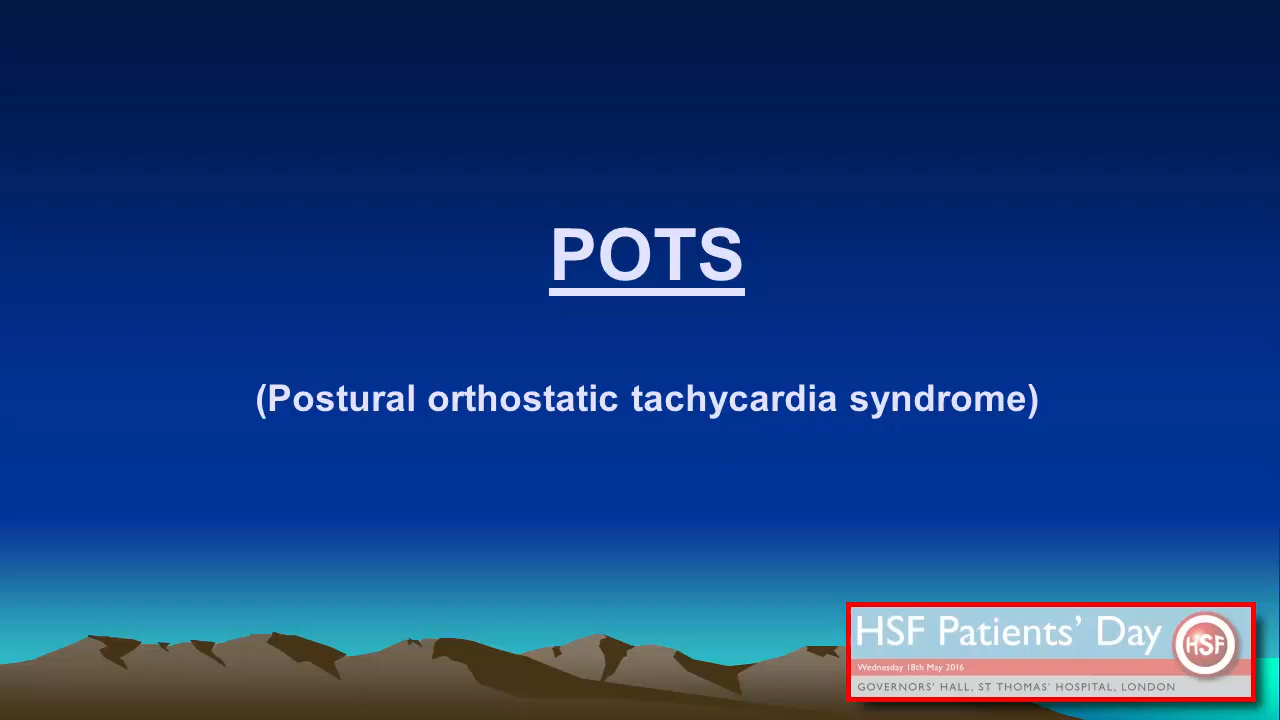 POTS
(Postural orthostatic tachycardia syndrome)
HSF Patients’ Day
HSF
Wednesday 18th May 2016
GOVERNORS’ HALL, ST THOMAS’ HOSPITAL, LONDON